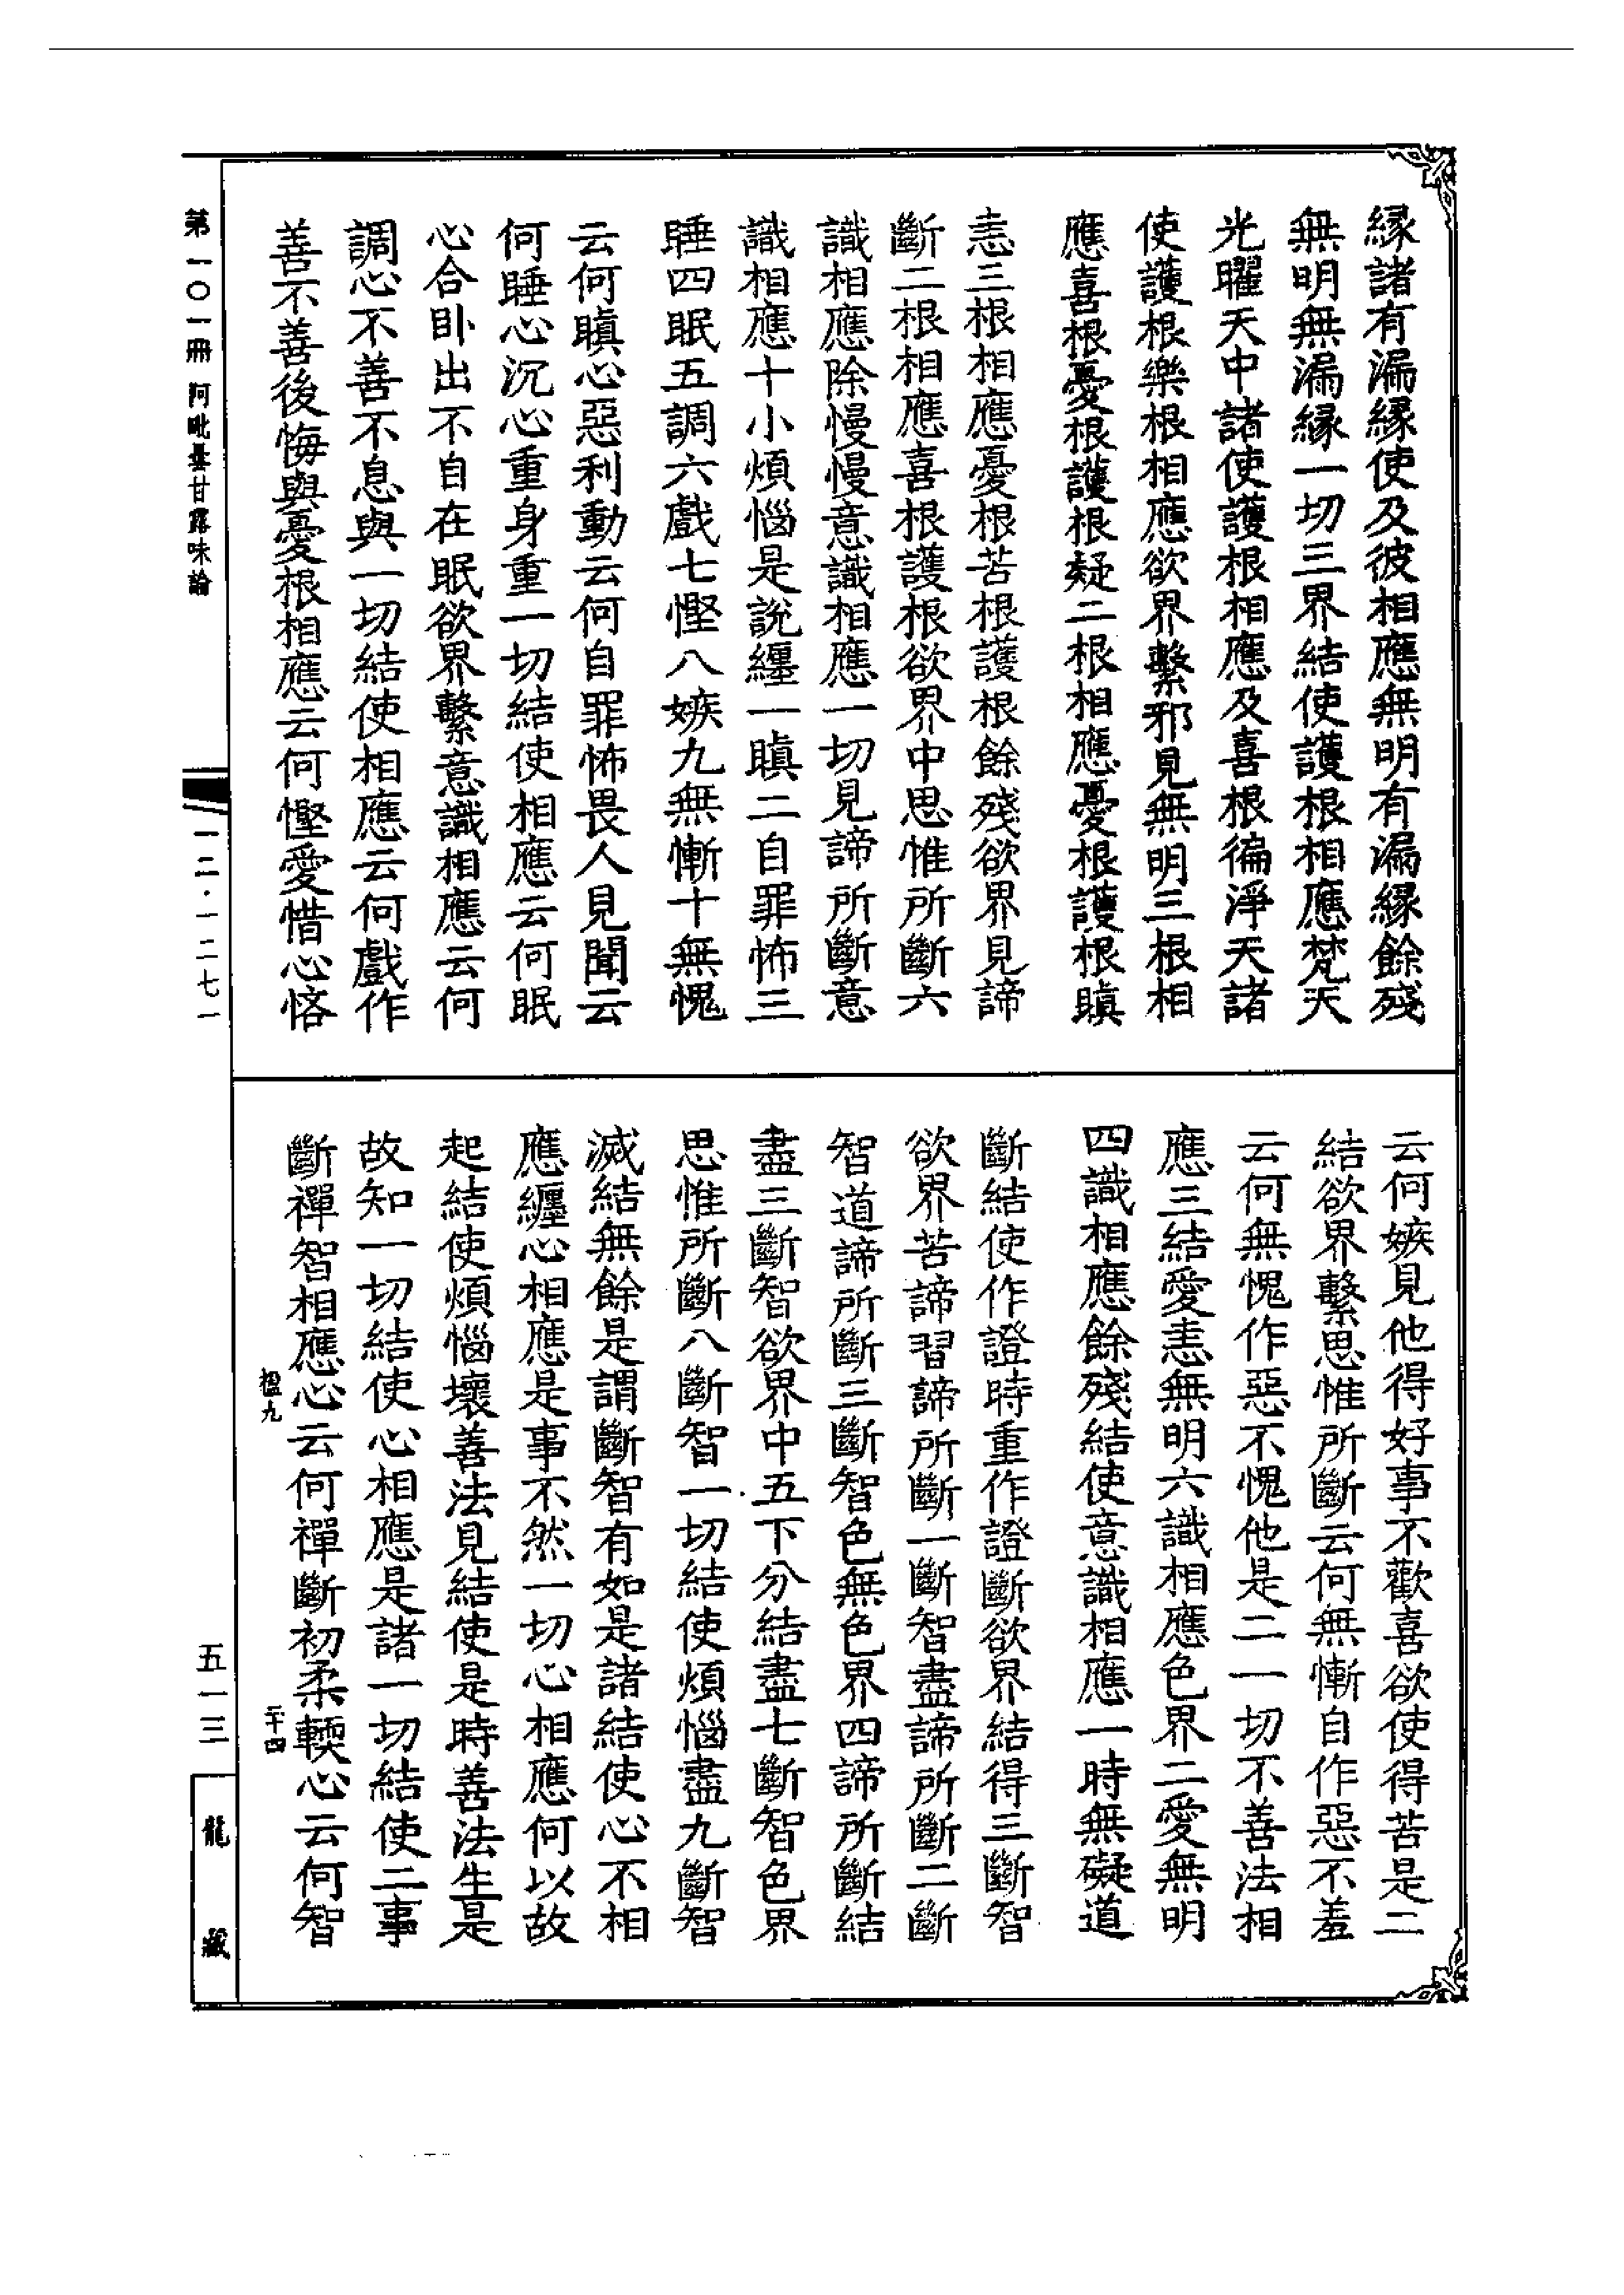 縁諸有漏縁使及彼相應無明有漏縁餘殘
無明無漏縁一切三界結使護根相應梵天
光曜天中諸使護根相應及喜根徧淨天諸
使護根樂根相應欲界繫邪見無明三根相
應喜根憂根護根疑二根相應憂根護根瞋
恚三根相應憂根苦根護根餘殘欲界見諦
斷二根相應喜根護根欲界中思惟所斷六
識相應除慢慢意識相應一切見諦所斷意
識相應十小煩惱是說纏一瞋二自罪怖三
睡四眠五調六戲七慳八嫉九無慚十無愧
云何瞋心惡利動云何自罪怖畏人見聞云
何睡心沉心重身重一切結使相應云何眠
心合卧出不自在眠欲界繫意識相應云何
調心不善不息與一切結使相應云何戲作
善不善後悔與憂根相應云何慳愛惜心悋
云何嫉見他得好事不歡喜欲使得苦是二
結欲界繫思惟所斷云何無慚自作惡不羞
云何無愧作惡不愧他是二一切不善法相
應三結愛恚無明六識相應色界二愛無明
四識相應餘殘結使意識相應一時無礙道
斷結使作證時重作證斷欲界結得三斷智
欲界苦諦習諦所斷一斷智盡諦所斷二斷
智道諦所斷三斷智色無色界四諦所斷結
盡三斷智欲界中五下分結盡七斷智色界
思惟所斷八斷智一切結使煩惱盡九斷智
滅結無餘是謂斷智有如是諸結使心不相
應纏心相應是事不然一切心相應何以故
起結使煩惱壞善法見結使是時善法生是
故知一切結使心相應是諸一切結使二事
斷禪智相應心云何禪斷初柔輭心云何智
楹九
二十四
第一〇一冊 阿毗曇甘露味論
一二·一二七一
五一三
龍藏